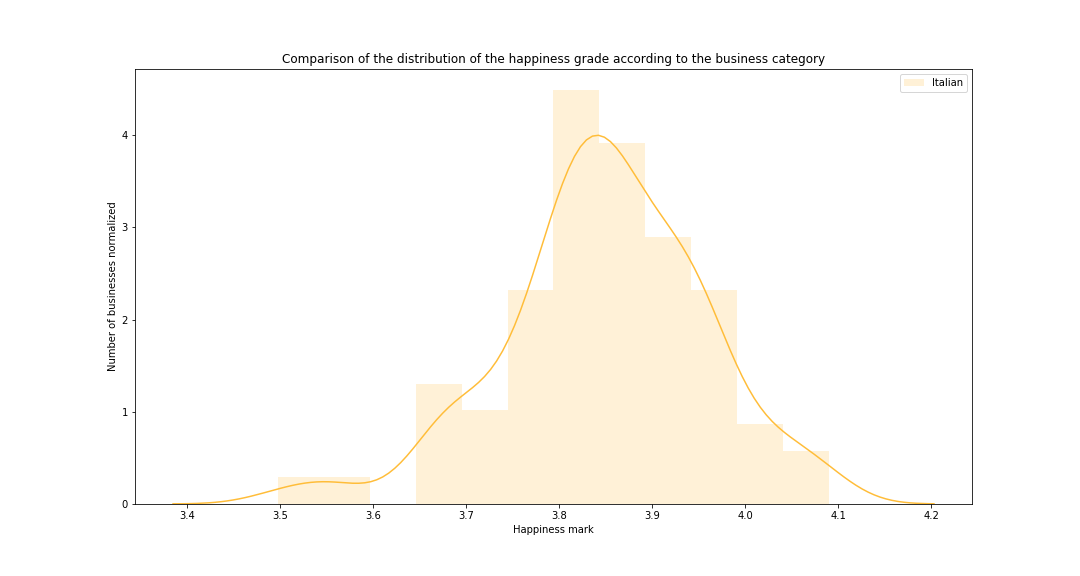 Comparison of the distribution of the happiness grade according to the business category
Italian
Number of businesses normalized
4
3
2
1
0
3.4 3.5 3.6 3.7 3.8 3.9 4.0 4.1 4.2
Happiness mark